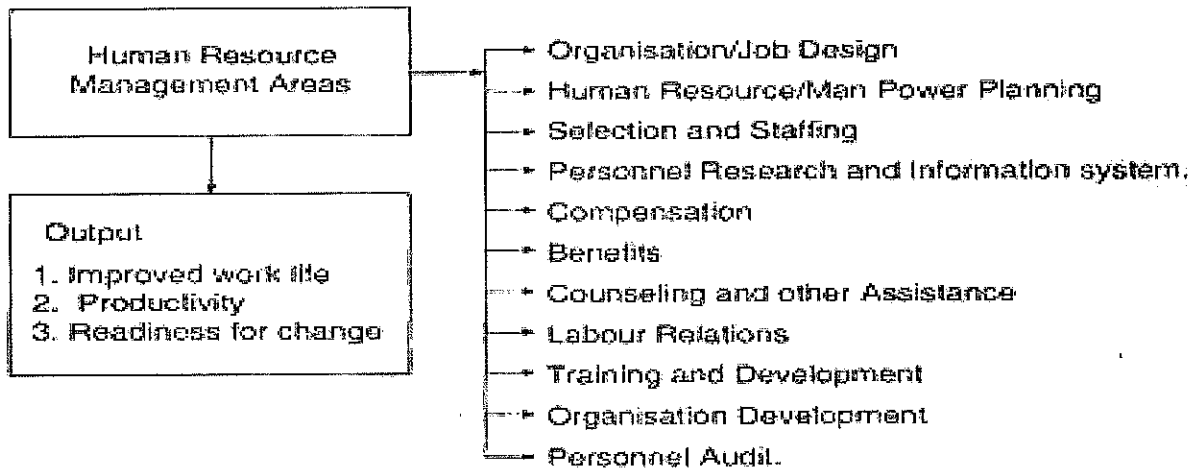 Human Resource
Management Areas
Organisation/Job Design
Human Resource/Man Power Planning
Selection and Staffing
Personnel Research and Information system.
Compensation
Benefits
Counseling and other Assistance
Labour Relations
Training and Development
Organisation Development
Personnel Audit.
Output
1. Improved work life
2. Productivity
3. Readiness for change